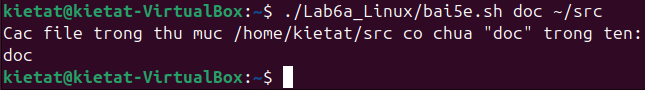 kietat@kietat-VirtualBox:~$ ./Lab6a_Linux/bai5e.sh doc ~/src
Cac file trong thu muc /home/kietat/src co chua "doc" trong ten:
doc
kietat@kietat-VirtualBox:~$